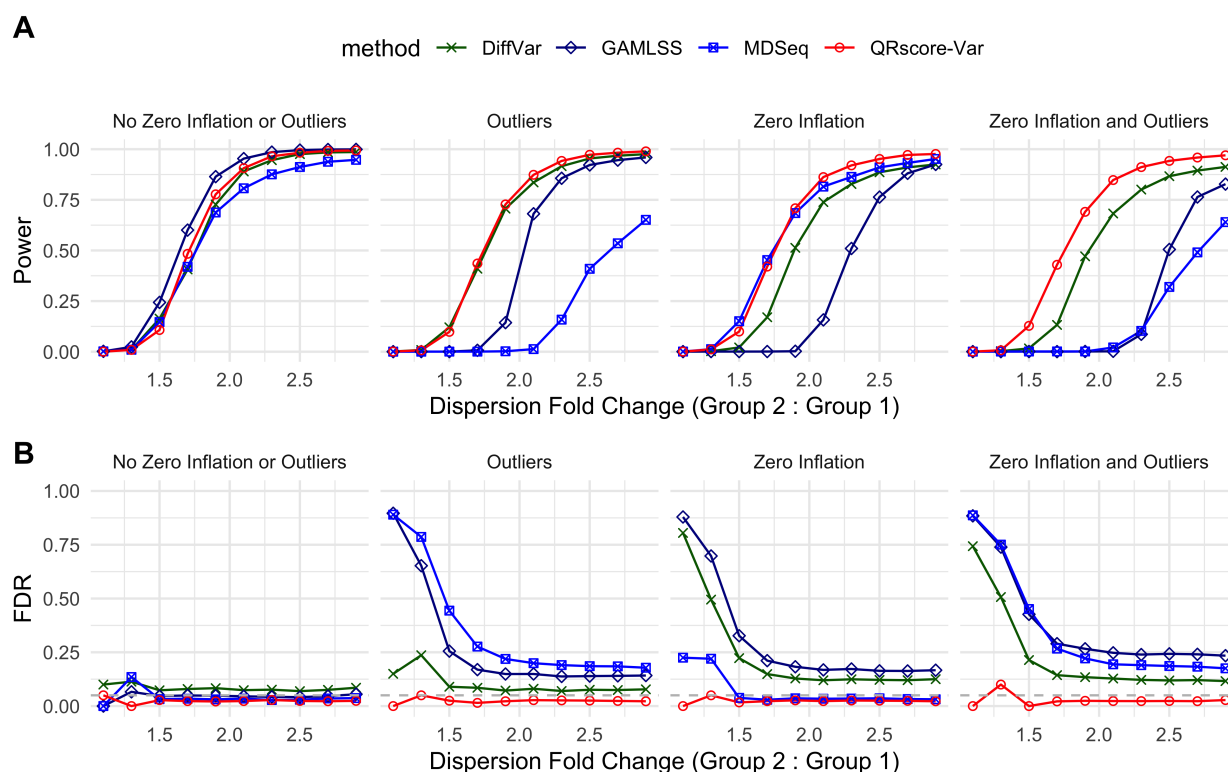 A
method DiffVar GAMLSS MDSeq QRscore-Var
No Zero Inflation or Outliers Outliers Zero Inflation Zero Inflation and Outliers
1.00
0.75
0.50
0.25
0.00
Power
1.5 2.0 2.5 1.5 2.0 2.5 1.5 2.0 2.5 1.5 2.0 2.5
Dispersion Fold Change (Group 2 : Group 1)
B
No Zero Inflation or Outliers Outliers Zero Inflation Zero Inflation and Outliers
1.00
0.75
0.50
0.25
0.00
FDR
1.5 2.0 2.5 1.5 2.0 2.5 1.5 2.0 2.5 1.5 2.0 2.5
Dispersion Fold Change (Group 2 : Group 1)